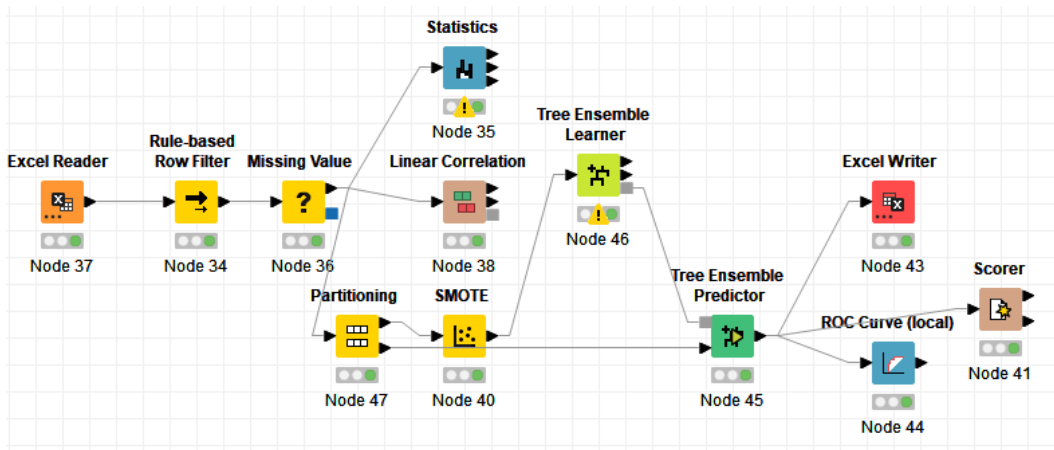 Statistics
Node 35
Tree Ensemble
Learner
Node 46
Rule-based
Row Filter
Excel Reader
Missing Value
Linear Correlation
Excel Writer
Node 37
Node 34
Node 36
Node 38
Node 43
Partitioning
SMOTE
Tree Ensemble
Predictor
Scorer
ROC Curve (local)
Node 47
Node 40
Node 45
Node 41
Node 44